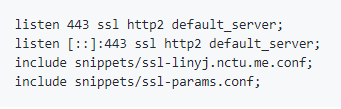 listen 443 ssl http2 default_server;
listen [::]:443 ssl http2 default_server;
include snippets/ssl-linyj.nctu.me.conf;
include snippets/ssl-params.conf;